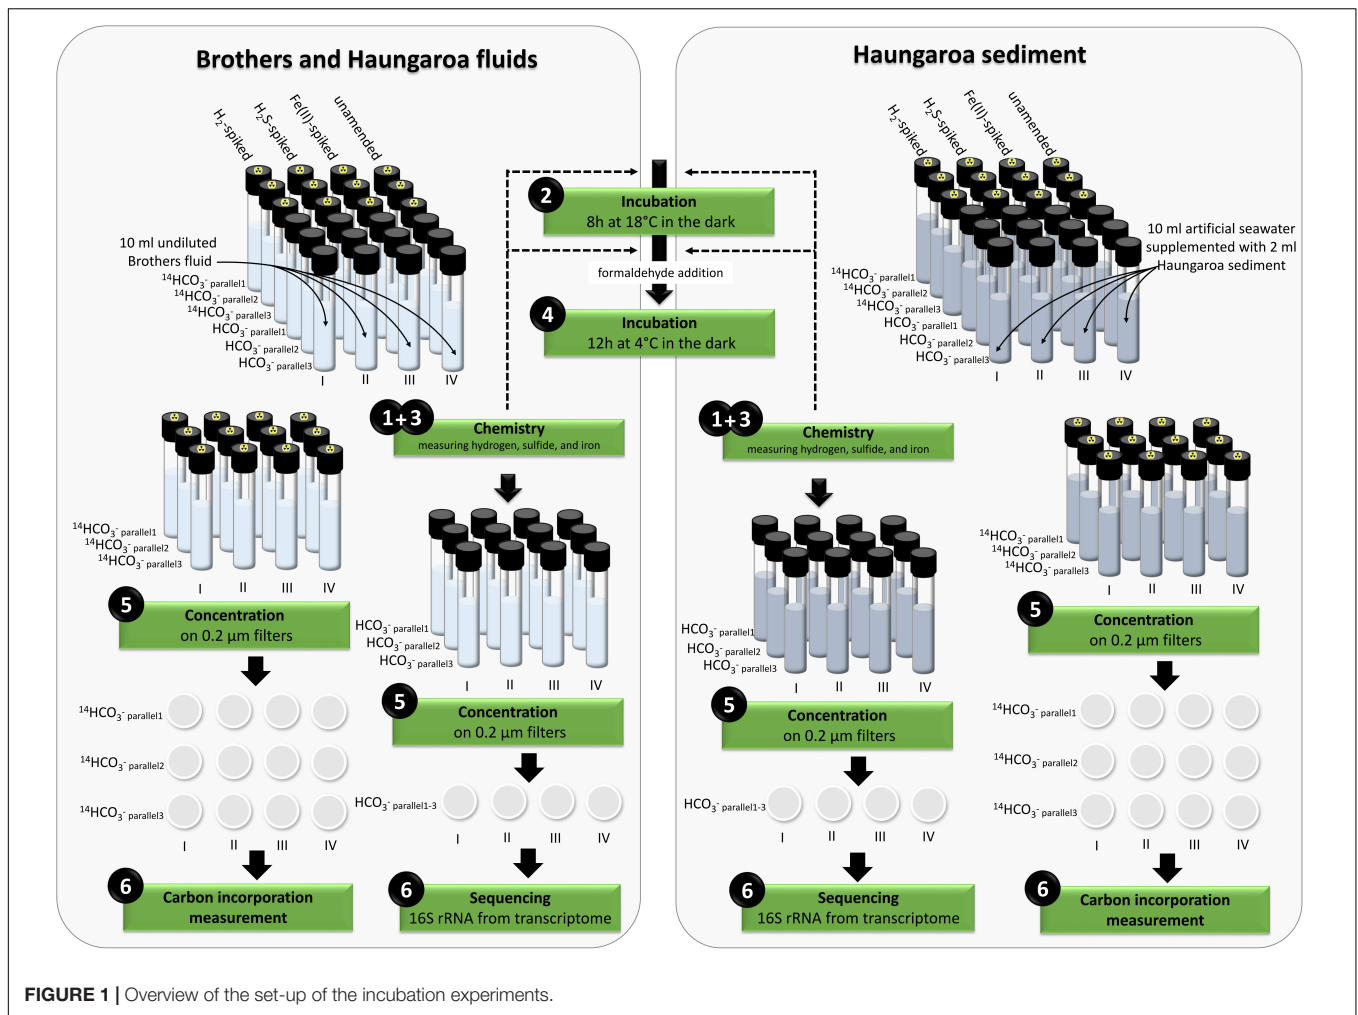 Brothers and Haungaroa fluids
H2-spiked
H2S-spiked
Fe(II)-spiked
unamended
10 ml undiluted
Brothers fluid
14HCO3- parallel1
14HCO3- parallel2
14HCO3- parallel3
HCO3- parallel1
HCO3- parallel2
HCO3- parallel3
I II III IV
2
Incubation
8h at 18°C in the dark
formaldehyde addition
4
Incubation
12h at 4°C in the dark
Haungaroa sediment
H2-spiked
H2S-spiked
Fe(II)-spiked
unamended
10 ml artificial seawater
supplemented with 2 ml
Haungaroa sediment
14HCO3- parallel1
14HCO3- parallel2
14HCO3- parallel3
HCO3- parallel1
HCO3- parallel2
HCO3- parallel3
I II III IV
1+3
Chemistry
measuring hydrogen, sulfide, and iron
14HCO3- parallel1
14HCO3- parallel2
14HCO3- parallel3
I II III IV
5
Concentration
on 0.2 µm filters
14HCO3- parallel1
14HCO3- parallel2
14HCO3- parallel3
I II III IV
6
Carbon incorporation
measurement
HCO3- parallel1
HCO3- parallel2
HCO3- parallel3
I II III IV
5
Concentration
on 0.2 µm filters
HCO3- parallel1-3
I II III IV
6
Sequencing
16S rRNA from transcriptome
1+3
Chemistry
measuring hydrogen, sulfide, and iron
HCO3- parallel1
HCO3- parallel2
HCO3- parallel3
I II III IV
5
Concentration
on 0.2 µm filters
HCO3- parallel1-3
I II III IV
6
Sequencing
16S rRNA from transcriptome
14HCO3- parallel1
14HCO3- parallel2
14HCO3- parallel3
I II III IV
5
Concentration
on 0.2 µm filters
14HCO3- parallel1
14HCO3- parallel2
14HCO3- parallel3
I II III IV
6
Carbon incorporation
measurement
FIGURE 1 | Overview of the set-up of the incubation experiments.